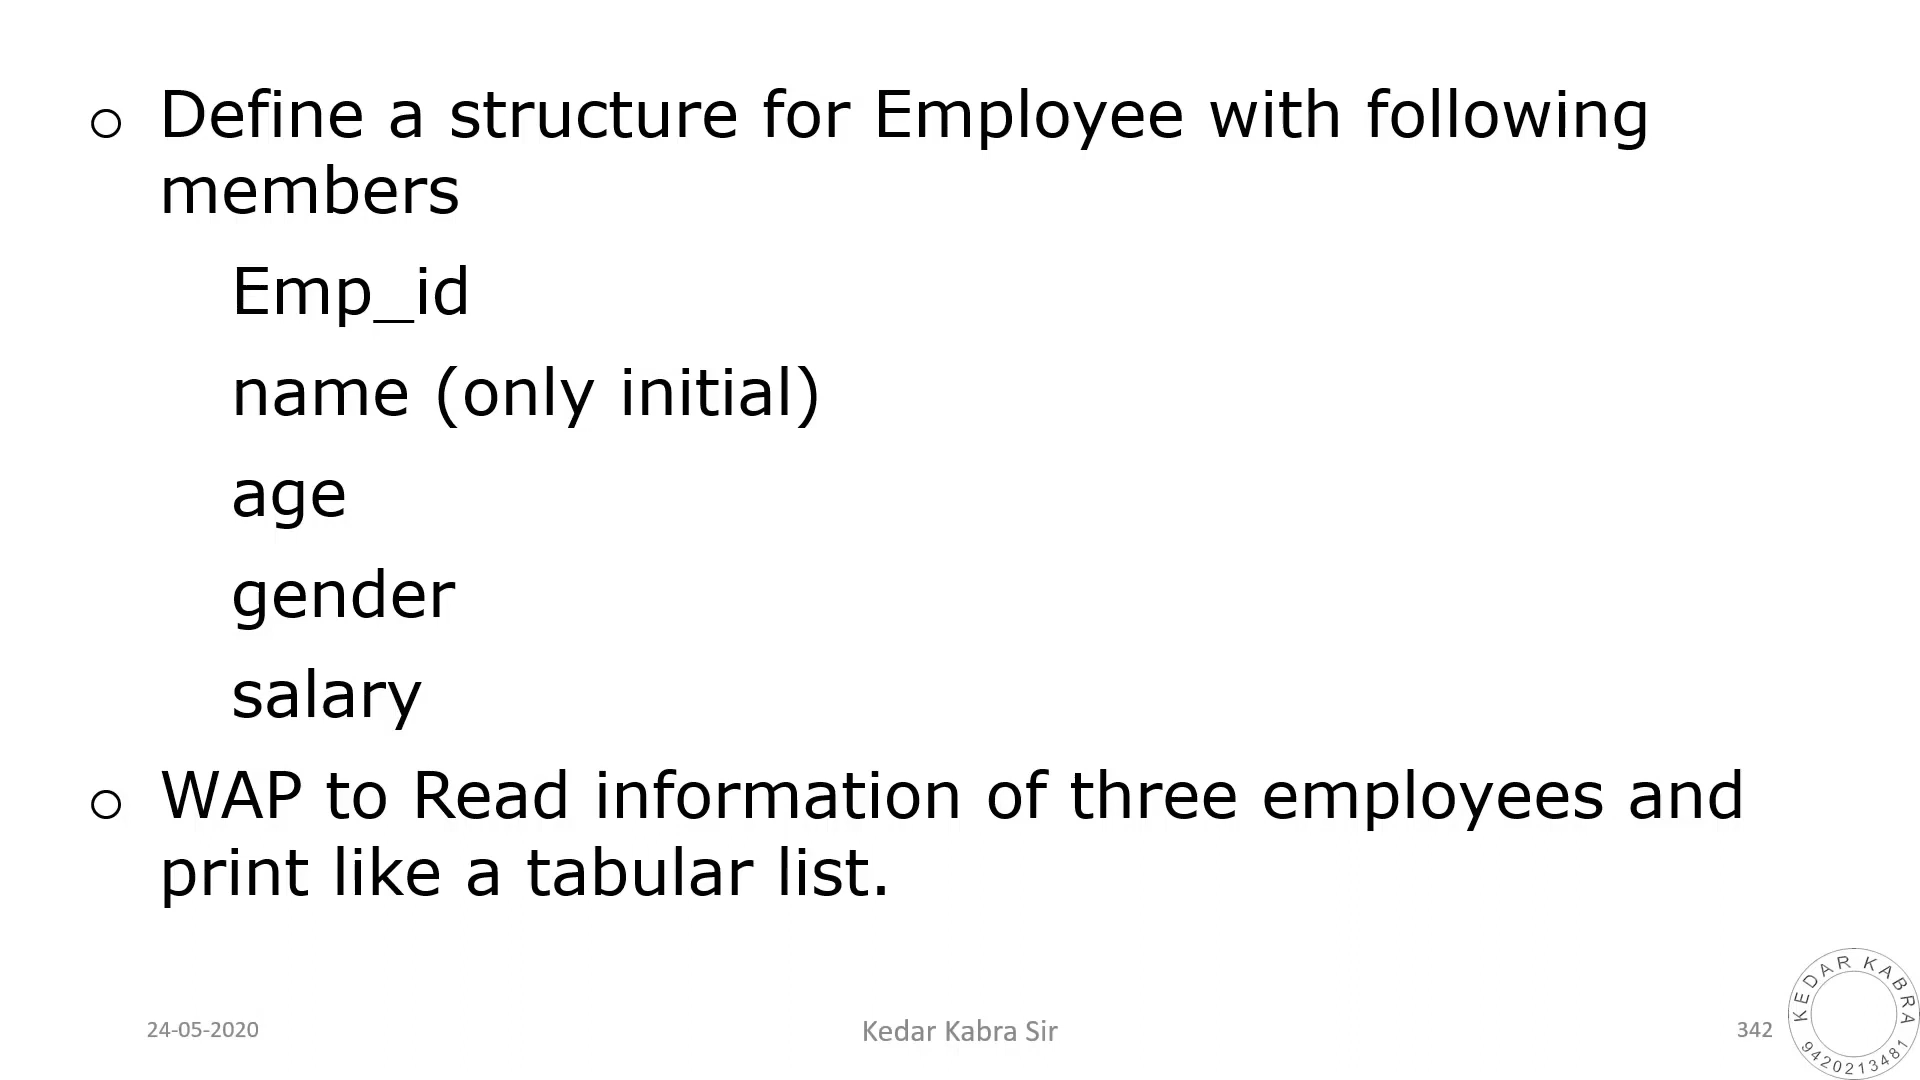 o Define a structure for Employee with following
members
Emp_id
name (only initial)
age
gender
salary
o WAP to Read information of three employees and
print like a tabular list.
24-05-2020
Kedar Kabra Sir
342
KEDAR KABRA
9420213481